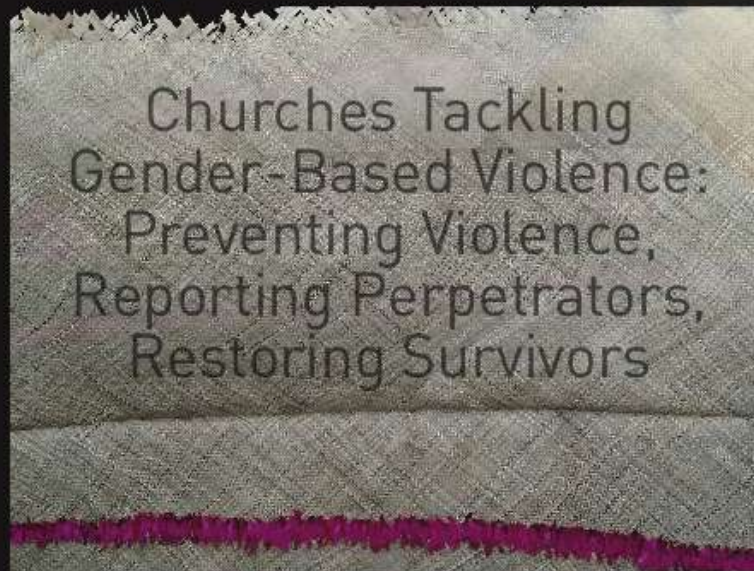 Churches Tackling
Gender-Based Violence:
Preventing Violence,
Reporting Perpetrators,
Restoring Survivors